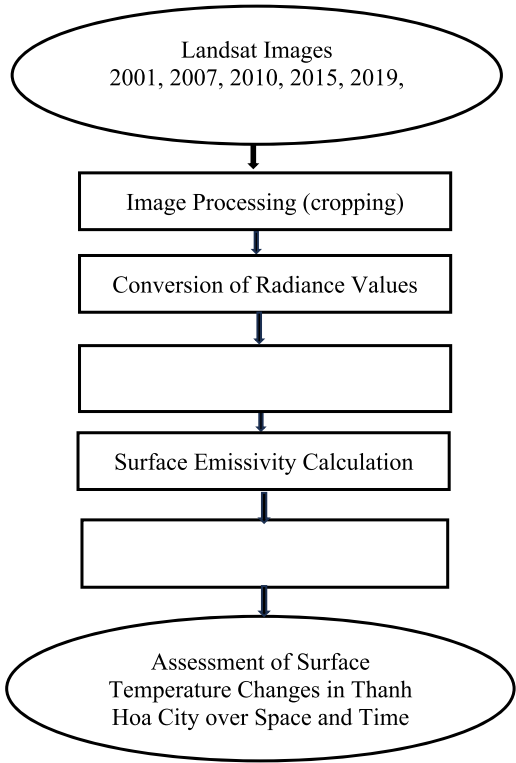 Landsat Images
2001, 2007, 2010, 2015, 2019,
Image Processing (cropping)
Conversion of Radiance Values
Surface Emissivity Calculation
Assessment of Surface
Temperature Changes in Thanh
Hoa City over Space and Time